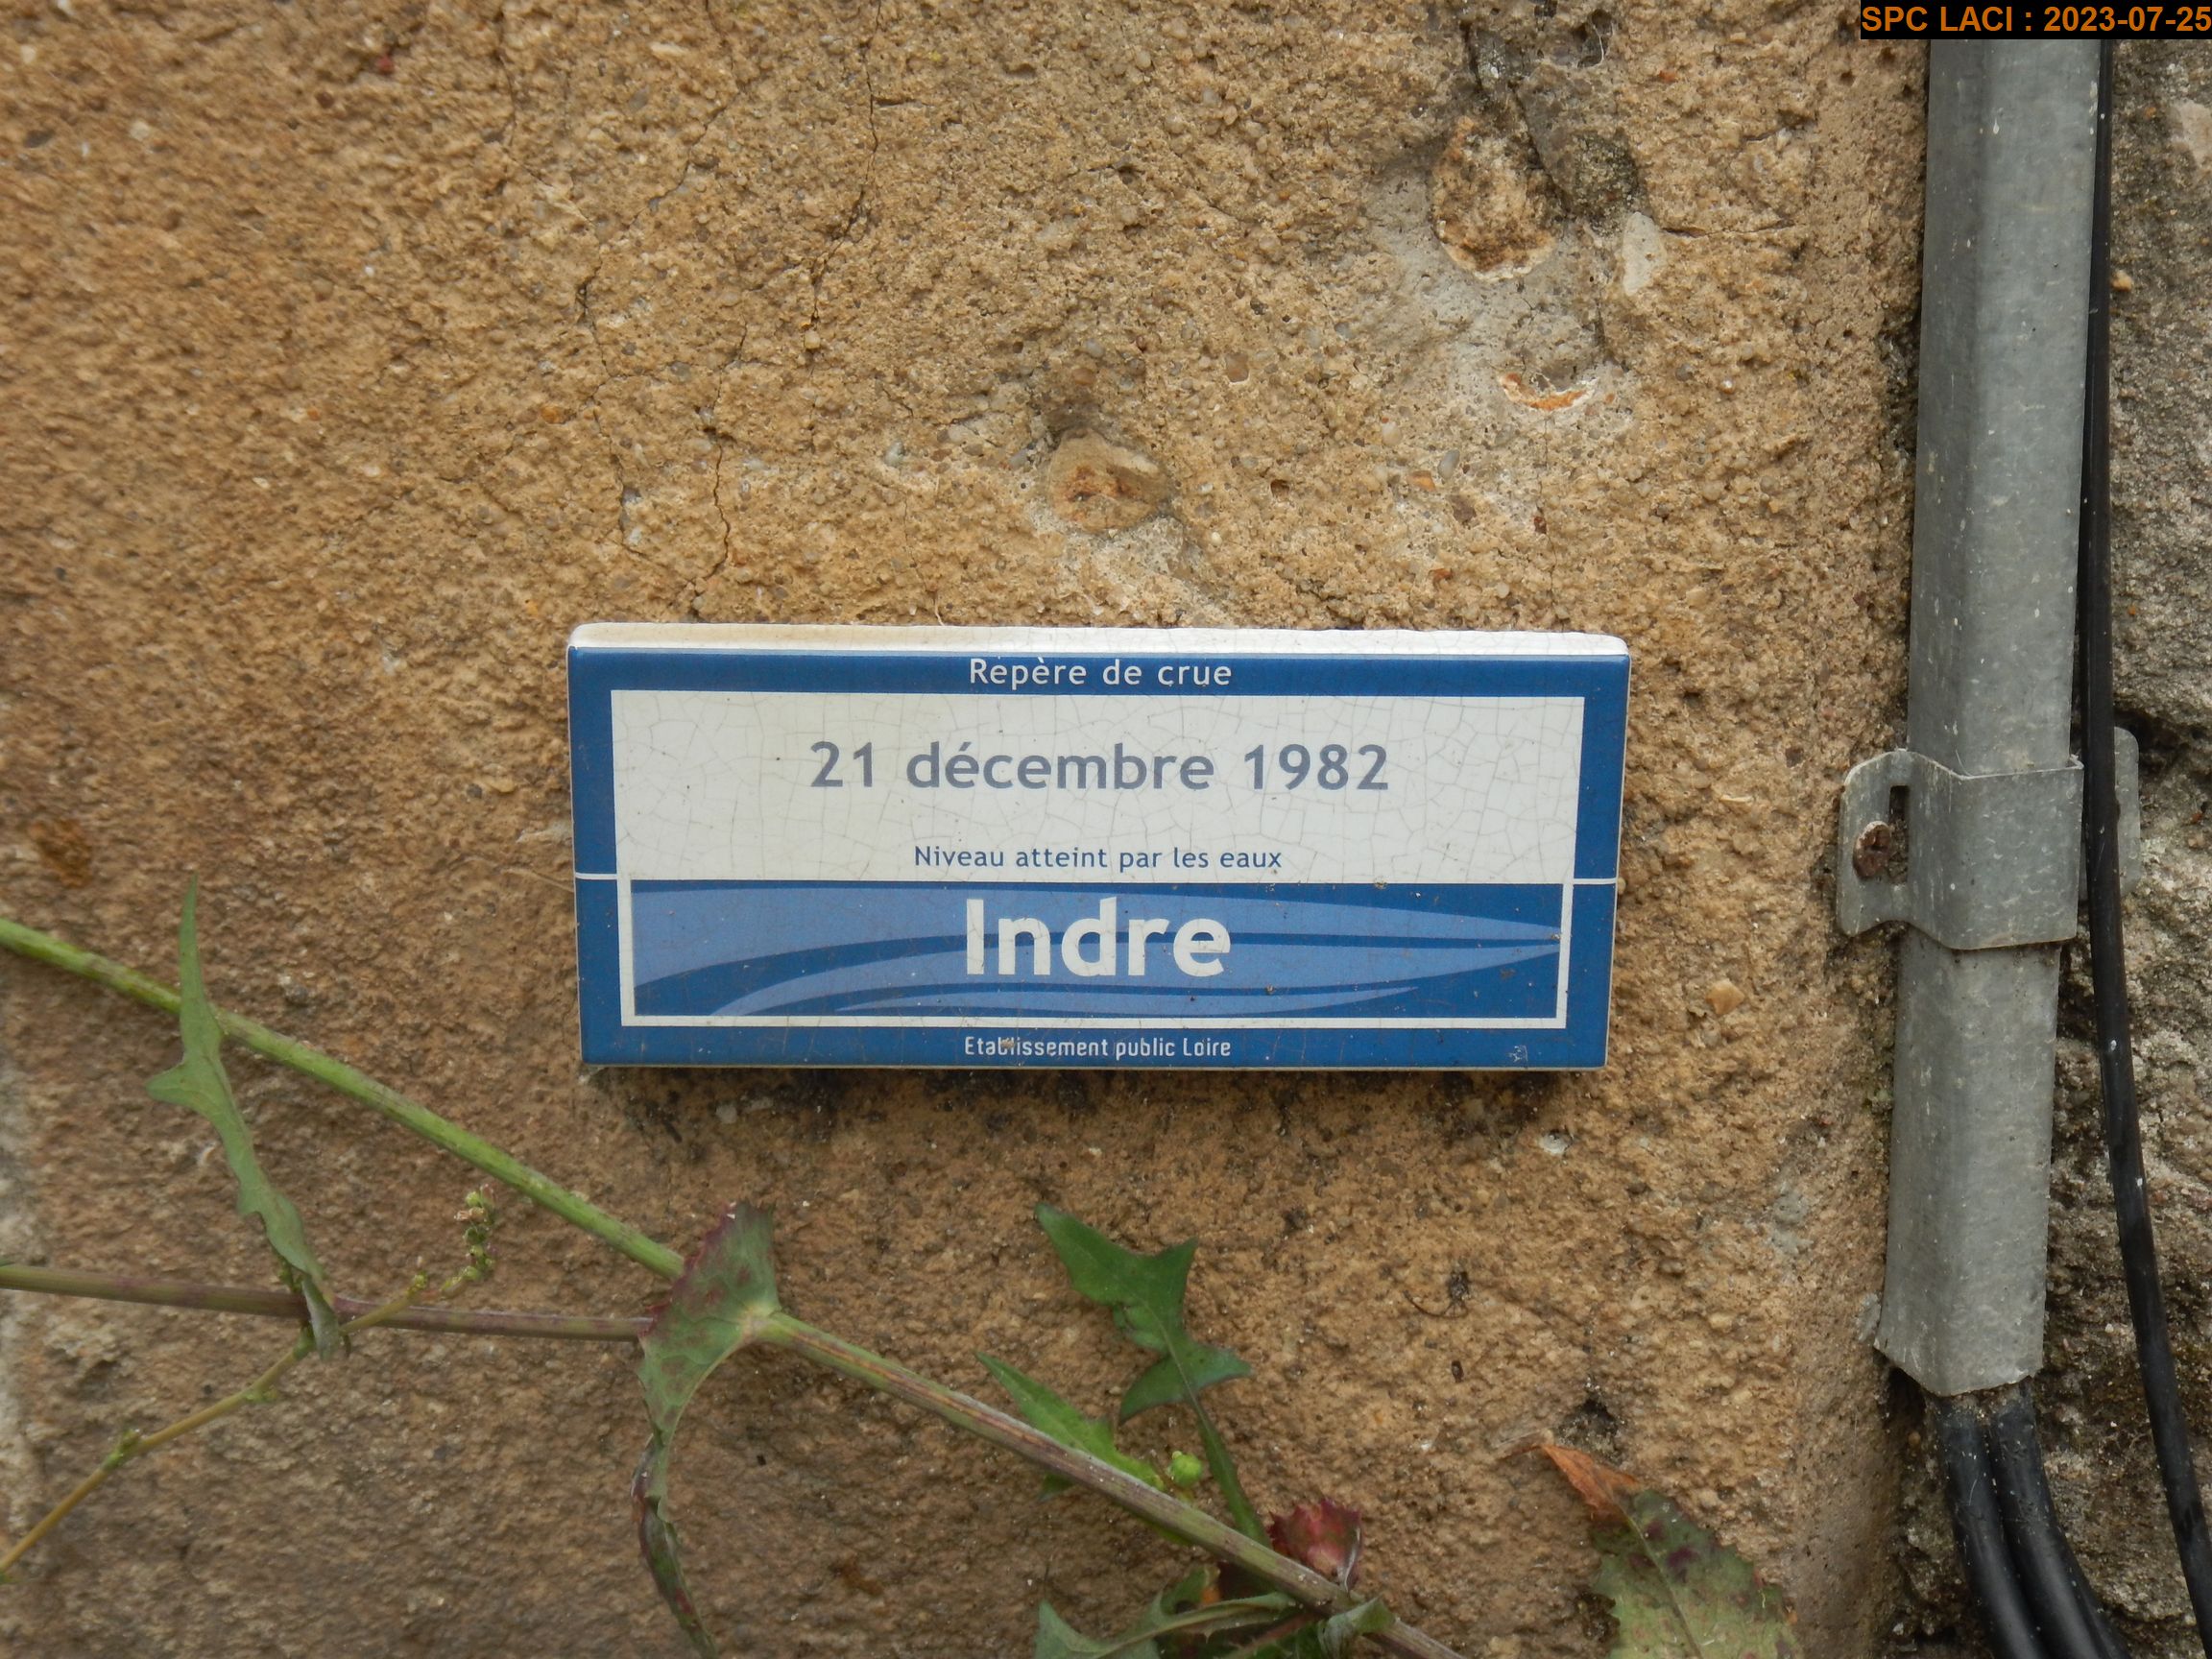 SPC LACI : 2023-07-25
Repère de crue
21 décembre 1982
Niveau atteint par les eaux
Indre
Etablissement public Loire